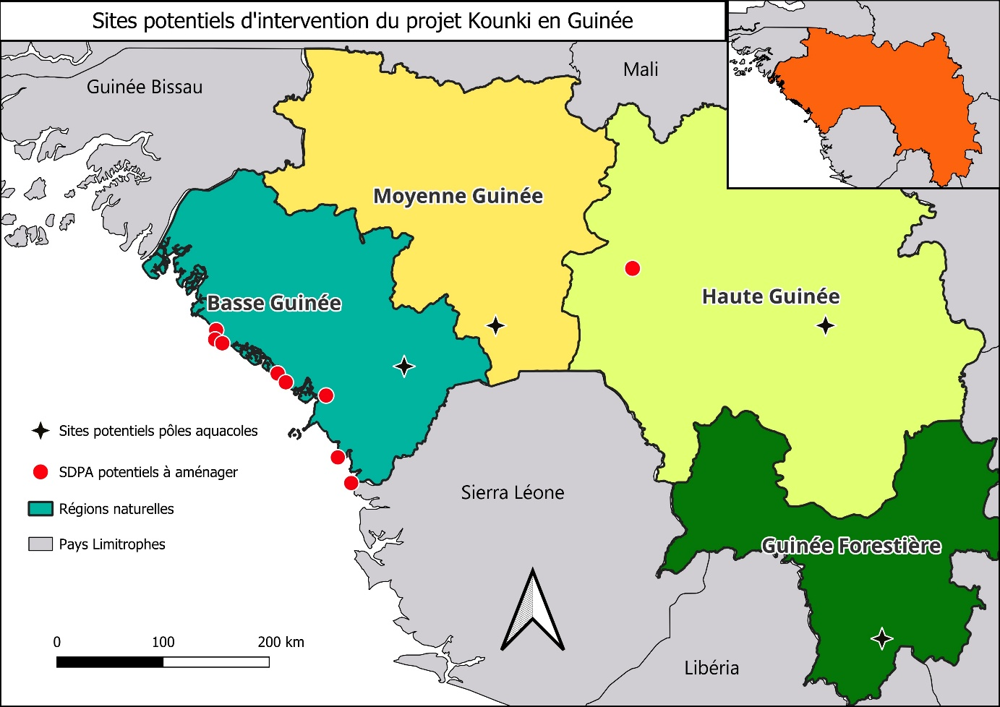 Sites potentiels d'intervention du projet Kounki en Guinée
Mali
Guinée Bissau
Moyenne Guinée
Haute Guinée
Basse Guinée
Sites potentiels pôles aquacoles
SDPA potentiels à aménager
Sierra Léone
Régions naturelles
Pays Limitrophes
Guinée Forestière
0 100 200 km
Libéria